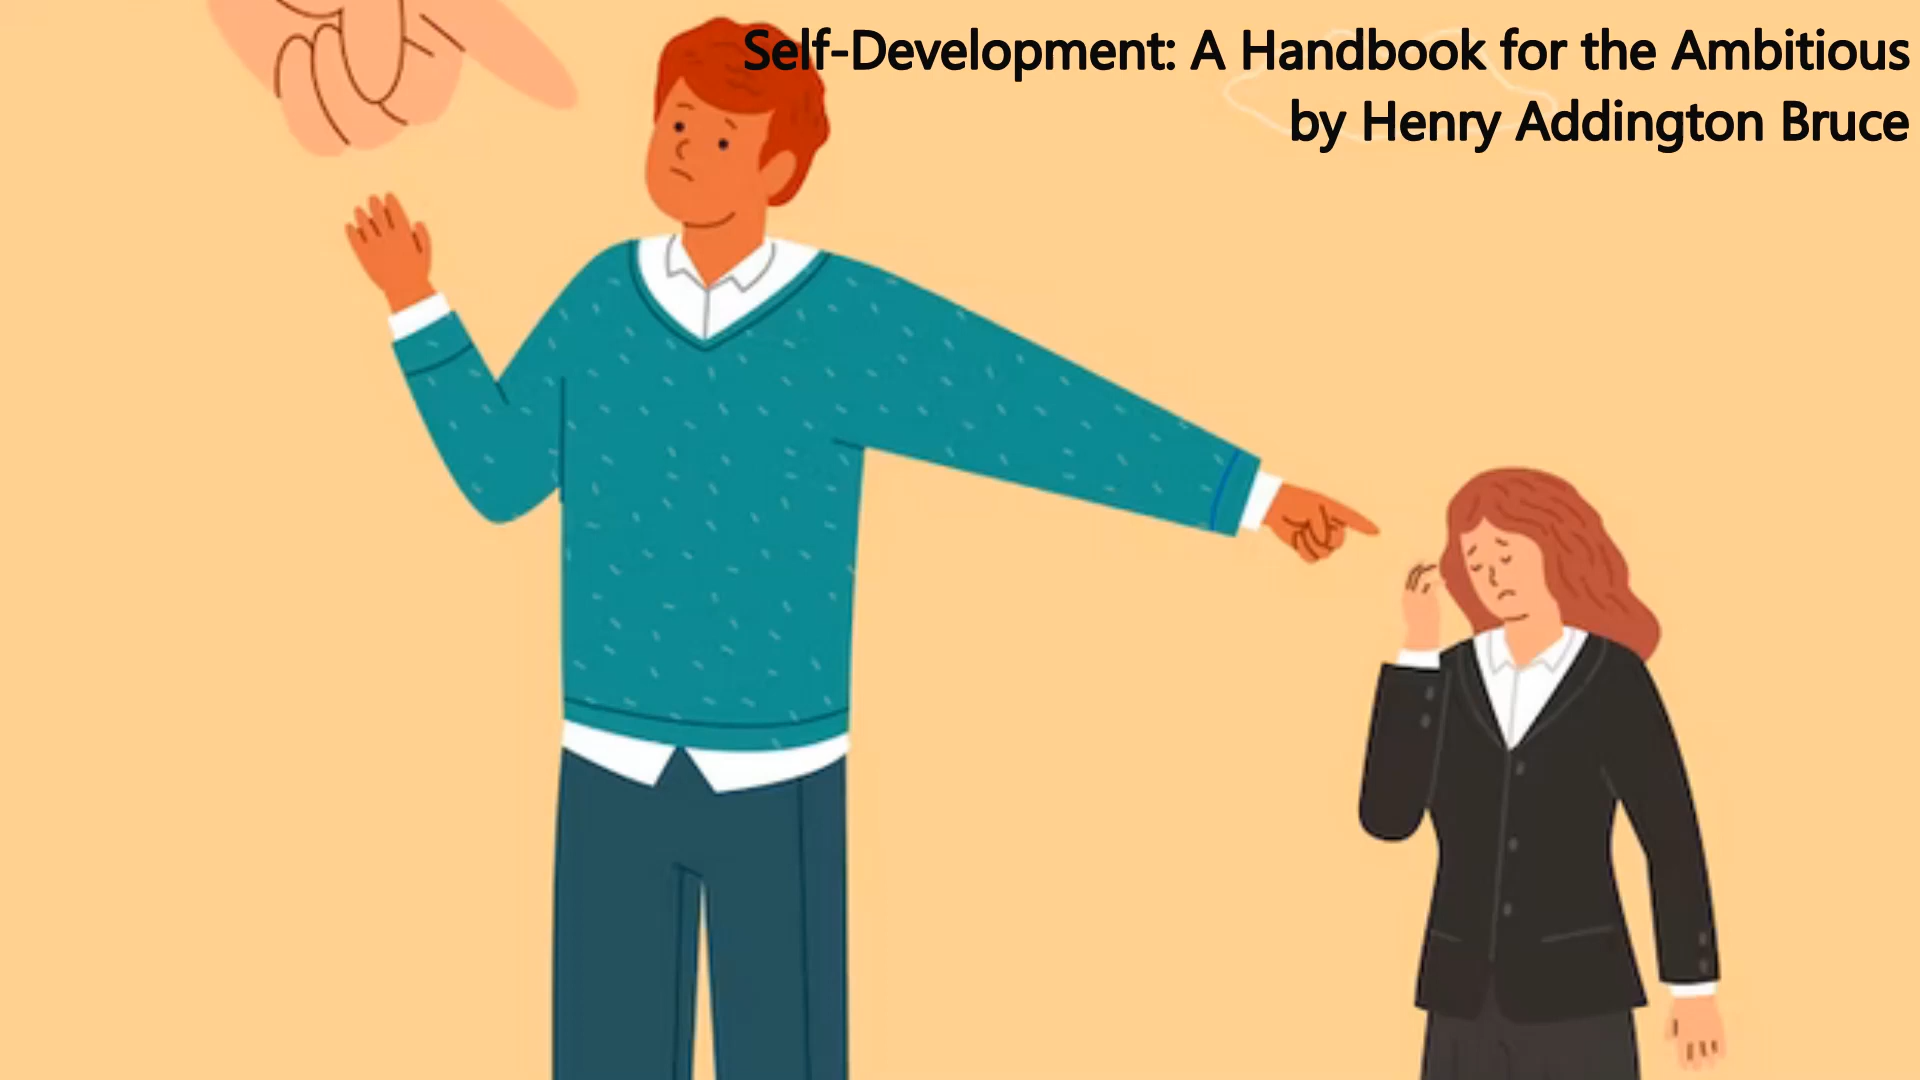 Self-Development: A Handbook for the Ambitious
by Henry Addington Bruce